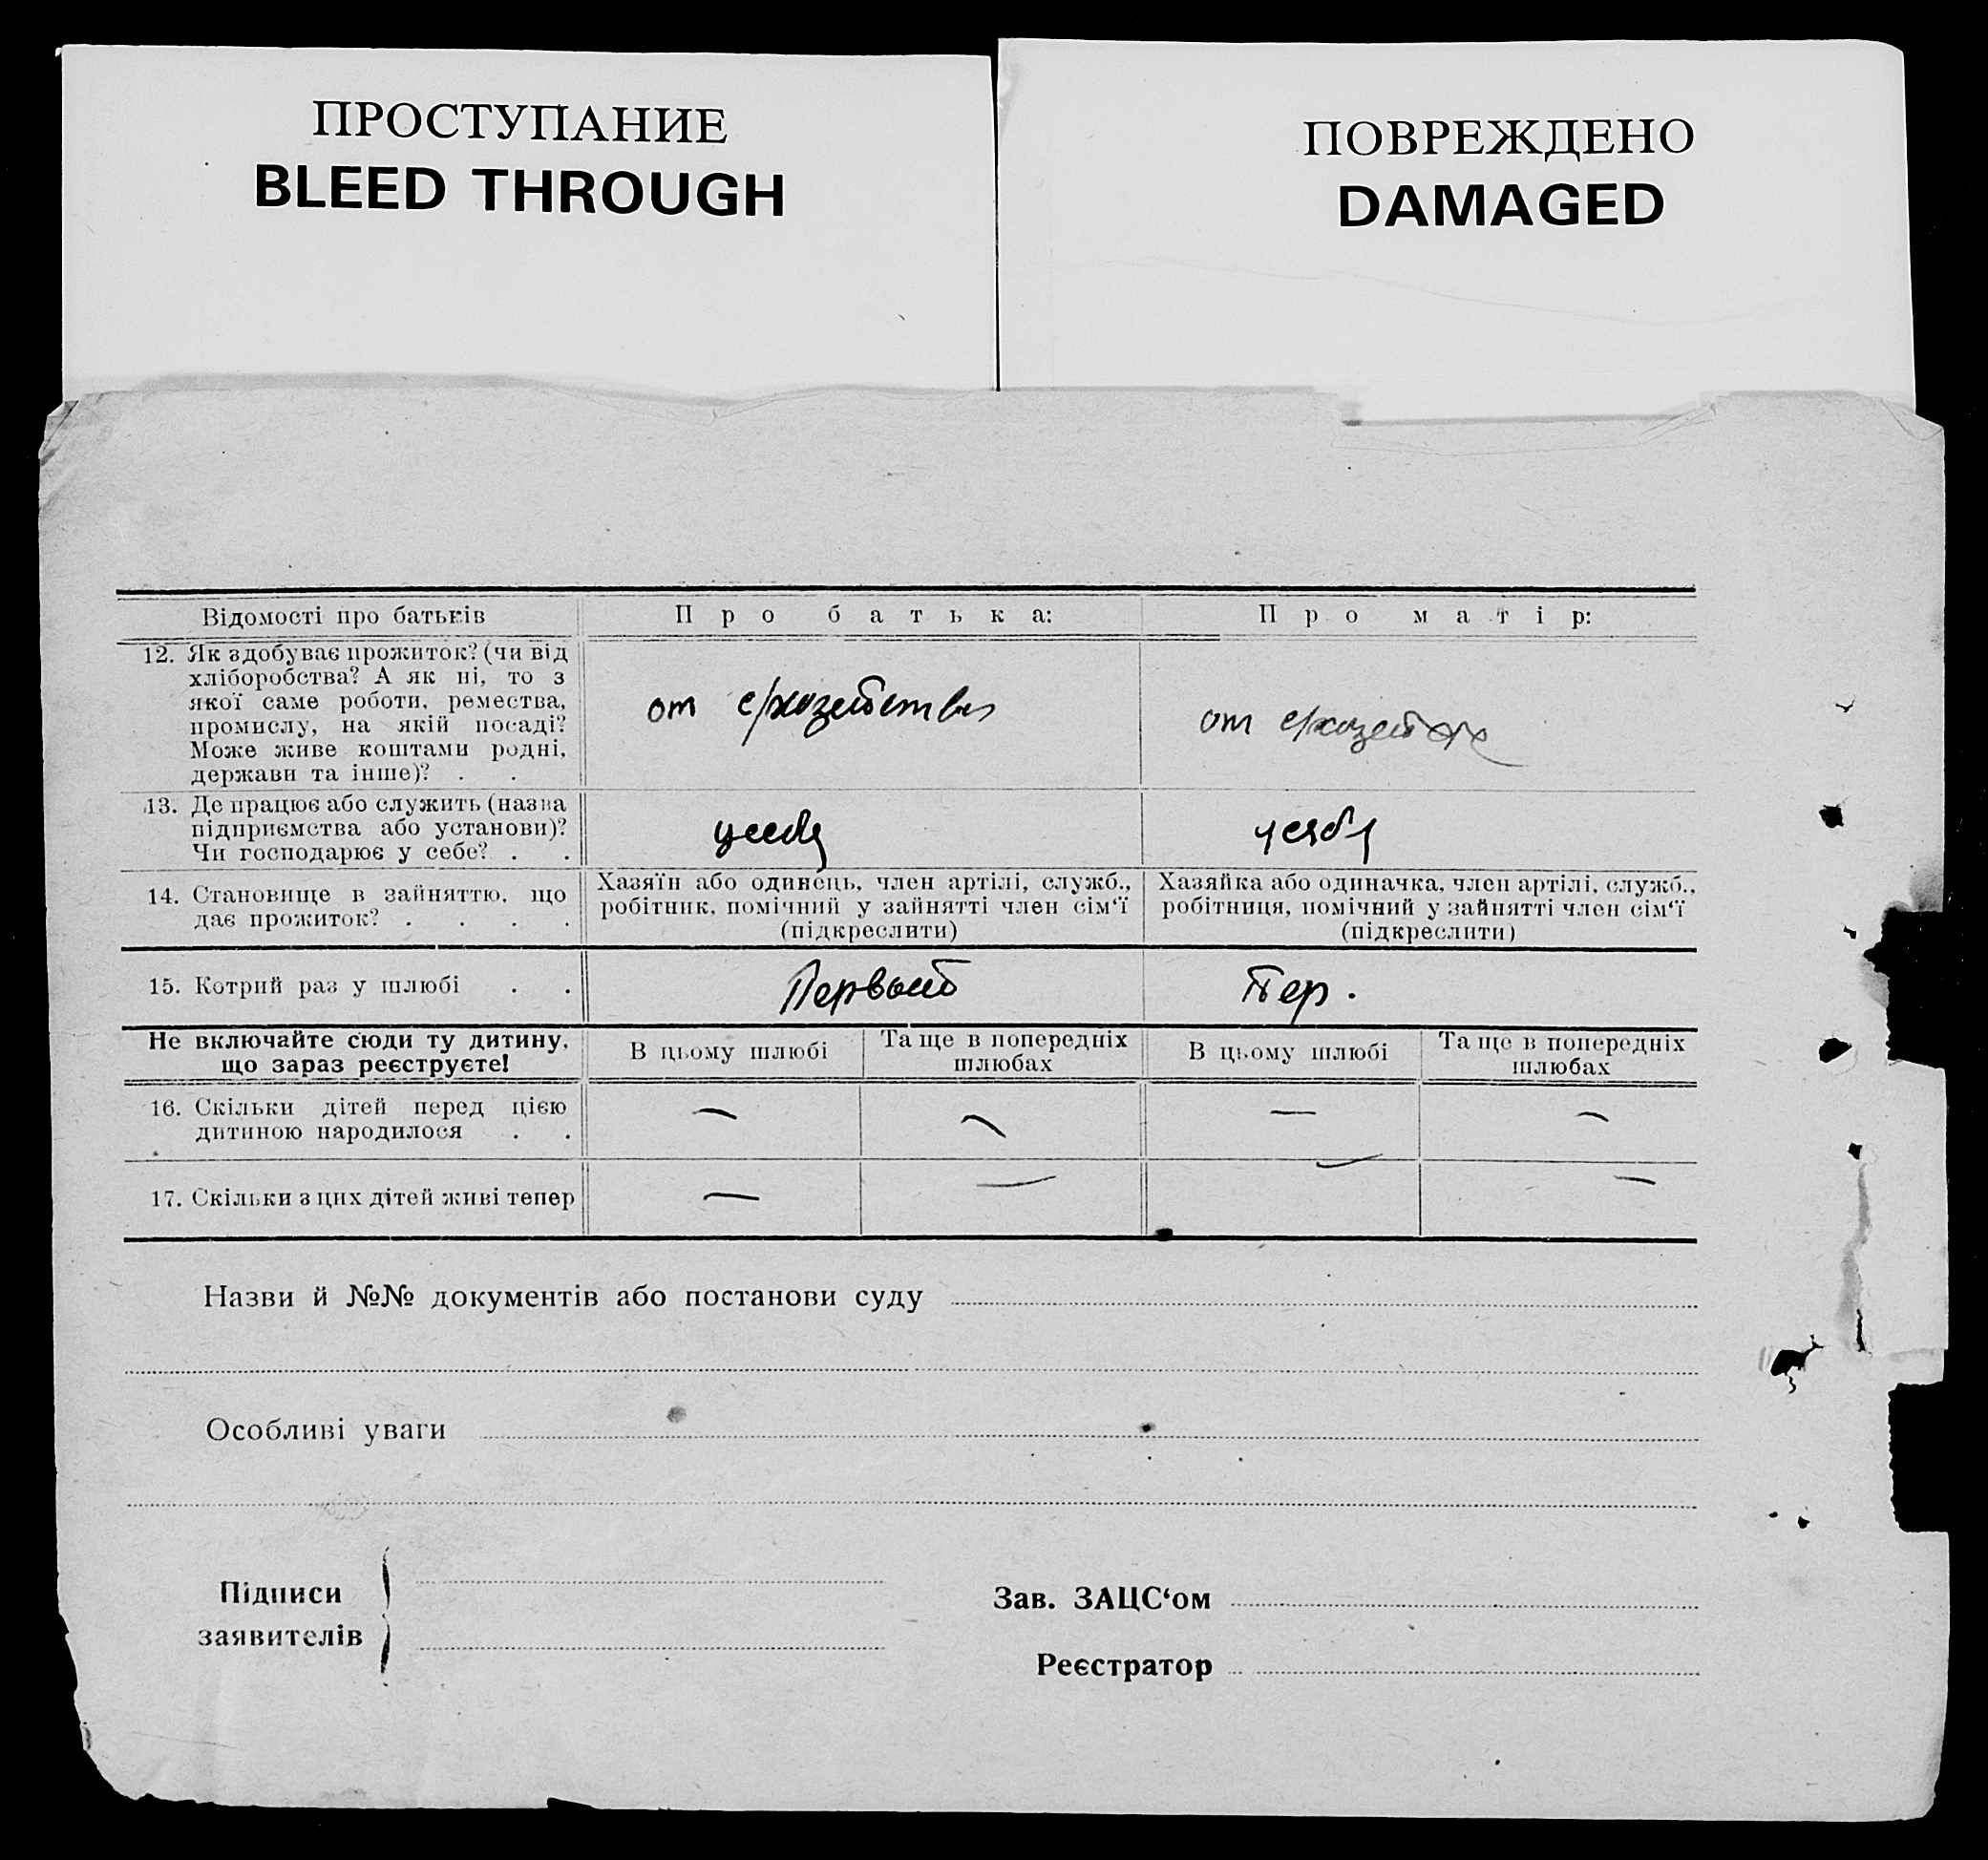 ПРОСТУПАНИЕ
BLEED THROUGH
ПОВРЕЖДЕНО
DAMAGED
Відомості про батьків
Про батька:
Про матір:
12. Як здобуває прожиток? (чи від
хліборобства? А як ні, то з
якої саме роботи, ремества,
промислу, на якій посаді?
Може живе коштами родні,
держави та інше)? . .
от с/хозейства
от с/хозейств
13. Де працює або служить (назва
підприємства або установи)?
Чи господарює у себе? . .
у себя
у себя
14. Становище в зайняттю, що
дає прожиток? . . . .
Хазяїн або одинець, член артілі, служб.,
робітник, помічний у зайнятті член сім‘ї
(підкреслити)
Хазяйка або одиначка, член артілі, служб.,
робітниця, помічний у зайнятті член сім‘ї
(підкреслити)
15. Котрий раз у шлюбі . .
Первый
Пер.
Не включайте сюди ту дитину,
що зараз реєструєте!
В цьому шлюбі
Та ще в попередніх
шлюбах
В цьому шлюбі
Та ще в попередніх
шлюбах
16. Скільки дітей перед цією
дитиною народилося . .
— — — —
17. Скільки з цих дітей живі тепер
— — — —
Назви й №№ документів або постанови суду
Особливі уваги
Підписи
заявителів
Зав. ЗАЦС‘ом
Реєстратор